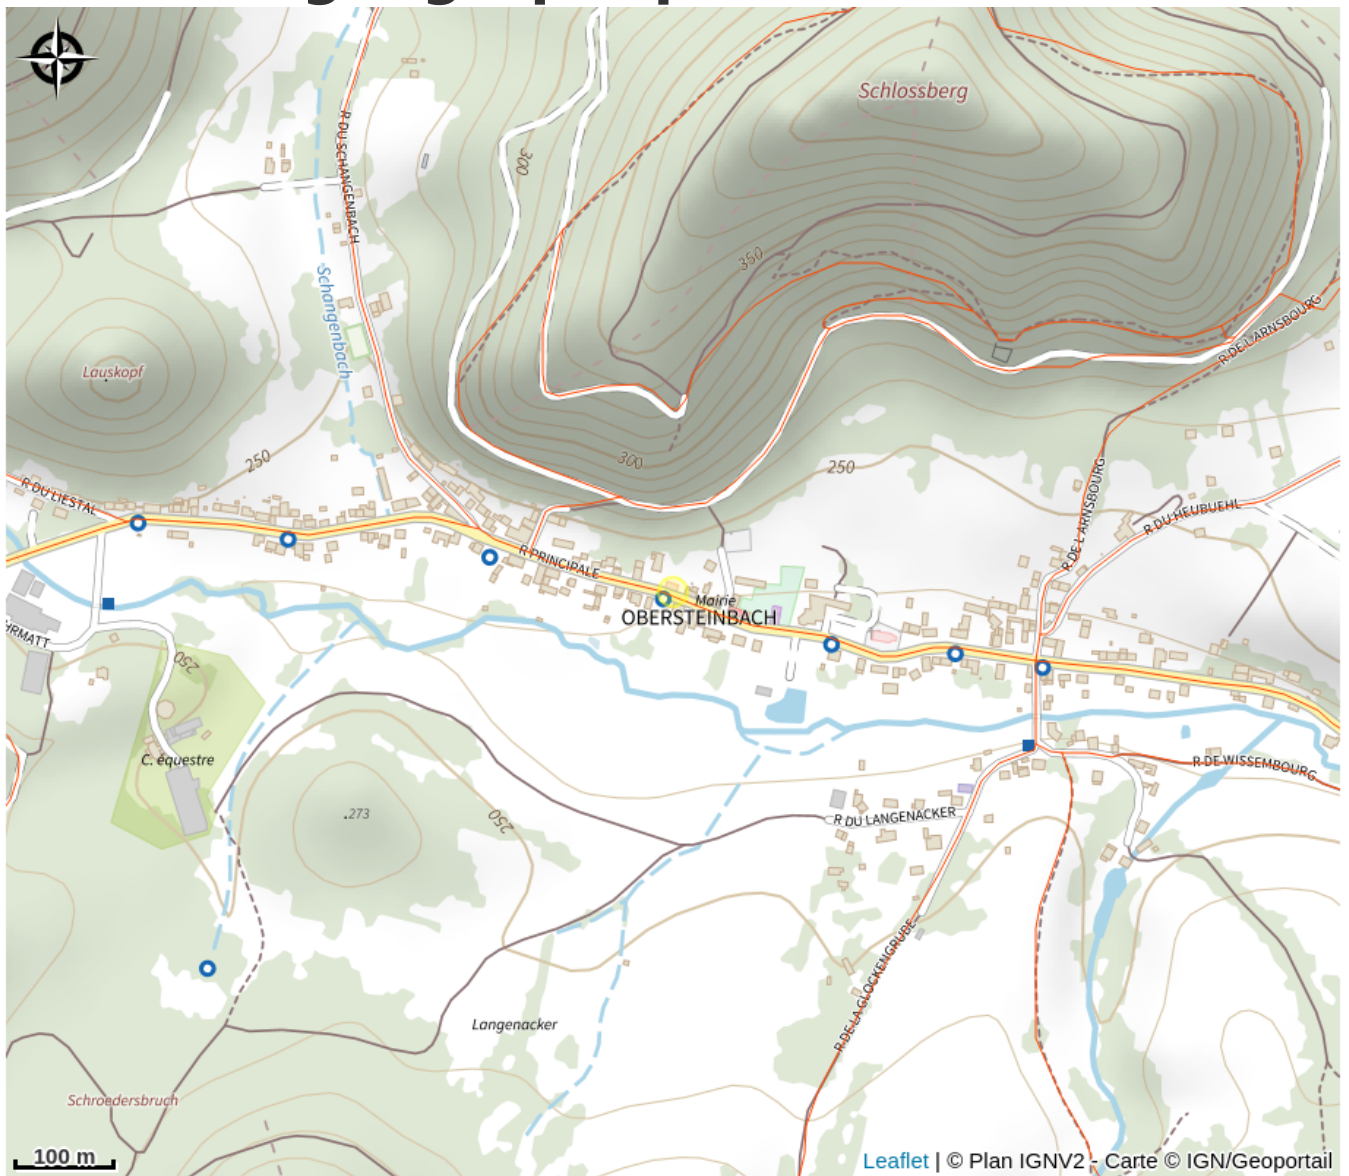 Schlossberg
R DU SCHANGENBACH
300
350
Schangenbach
R DE L ARNSBOURG
Lauskopf
300
250
250
R DU LIESTAL
R DE L ARNSBOURG
R DU HEUBUEHL
R PRINCIPALE
Mairie
OBERSTEINBACH
HRMATT
250
C. équestre
R DE WISSEMBOURG
.273
250
R DU LANGENACKER
R DE LA GLOCKENGRUBE
Langenacker
Schroedersbruch
100 m
Leaflet | © Plan IGNV2 - Carte © IGN/Geoportail